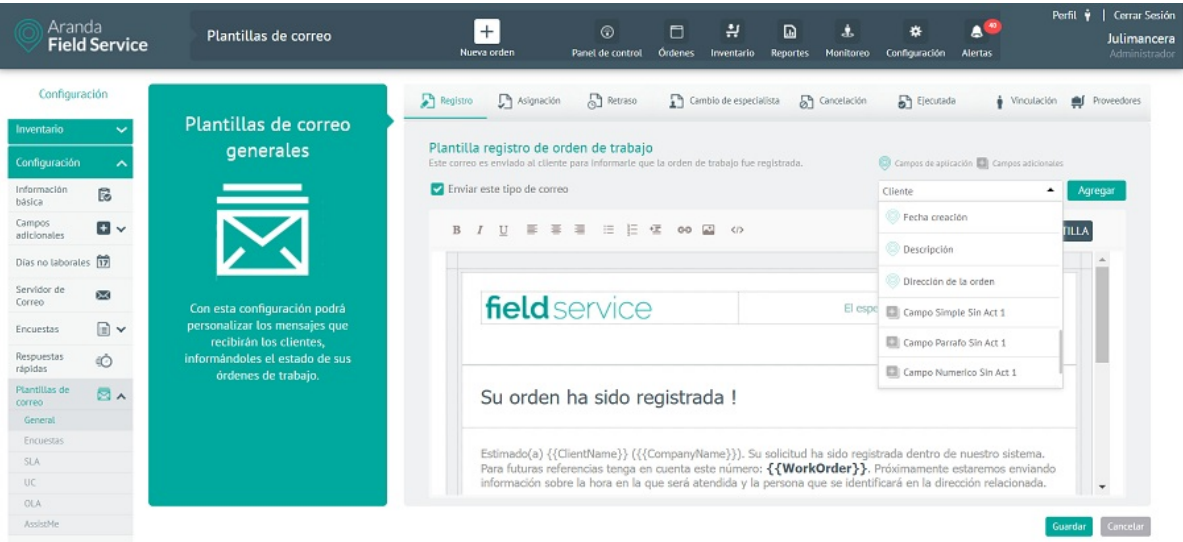 Aranda
Field Service
Plantillas de correo
Nueva orden
Panel de control
Órdenes
Inventario
Reportes
Monitoreo
Configuración
40
Alertas
Perfil | Cerrar Sesión
Julimancera
Administrador
Configuración
Inventario
Configuración
Información
básica
Campos
adicionales
Días no laborales
17
Servidor de
Correo
Encuestas
Respuestas
rápidas
Plantillas de
correo
General
Encuestas
SLA
UC
OLA
AssistMe
Plantillas de correo
generales
Con esta configuración podrá
personalizar los mensajes que
recibirán los clientes,
informándoles el estado de sus
órdenes de trabajo.
Registro
Asignación
Retraso
Cambio de especialista
Cancelación
Ejecutada
Vinculación
Proveedores
Plantilla registro de orden de trabajo
Este correo es enviado al cliente para informarle que la orden de trabajo fue registrada.
Campos de aplicación
Campos adicionales
Enviar este tipo de correo
Cliente
Agregar
Fecha creación
Descripción
Dirección de la orden
Campo Simple Sin Act 1
Campo Parrafo Sin Act 1
Campo Numerico Sin Act 1
B I U
TILLA
field service
El espe
Su orden ha sido registrada !
Estimado(a) {{ClientName}} ({{CompanyName}}). Su solicitud ha sido registrada dentro de nuestro sistema.
Para futuras referencias tenga en cuenta este número: {{WorkOrder}}. Próximamente estaremos enviando
información sobre la hora en la que será atendida y la persona que se identificará en la dirección relacionada.
Guardar
Cancelar